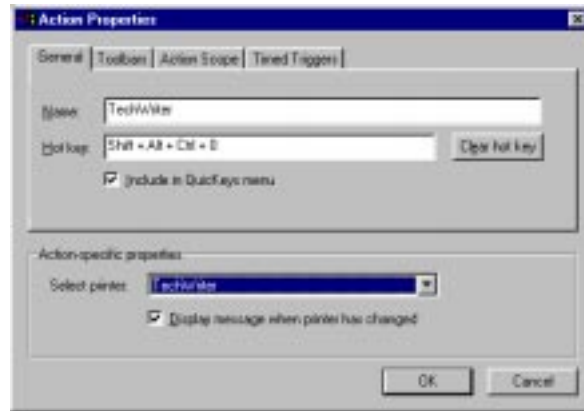 Action Properties
General Toolbars Action Scope Timed Triggers
Name: TechWriter
Hot key: Shift + Alt + Ctrl + Clear hot key
Include in QuicKeys menu
Action-specific properties
Select printer: TechWriter
Display message when printer has changed
OK Cancel